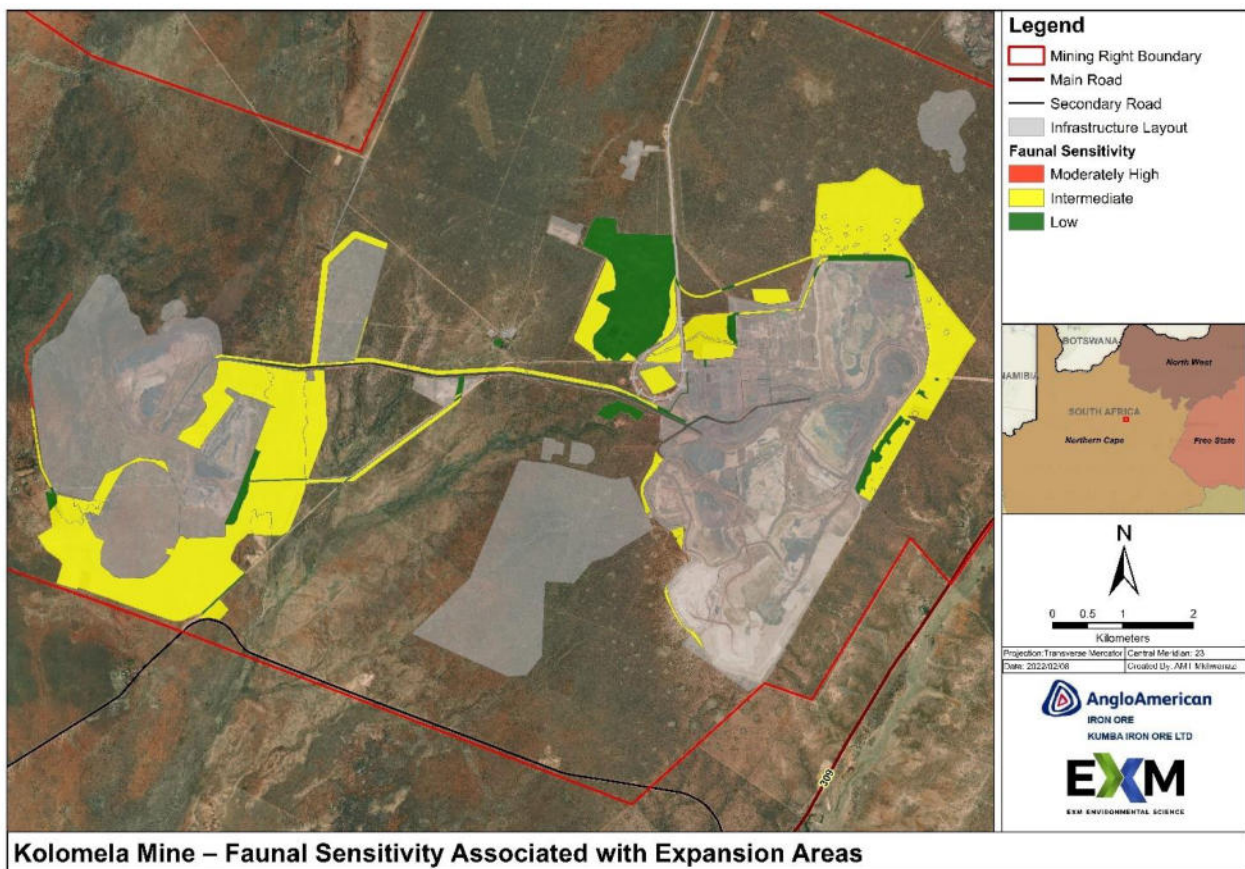 Legend
Mining Right Boundary
Main Road
Secondary Road
Infrastructure Layout
Faunal Sensitivity
Moderately High
Intermediate
Low
BOTSWANA
NAMIBIA
North West
SOUTH AFRICA
Northern Cape
Free State
N
0 0.5 1 2
Kilometers
Projection: Transverse Mercator Central Meridian: 23
Date: 2022/02/08 Created By: AMT
AngloAmerican
IRON ORE
KUMBA IRON ORE LTD
EXM
EXM ENVIRONMENTAL SCIENCE
309
Kolomela Mine – Faunal Sensitivity Associated with Expansion Areas